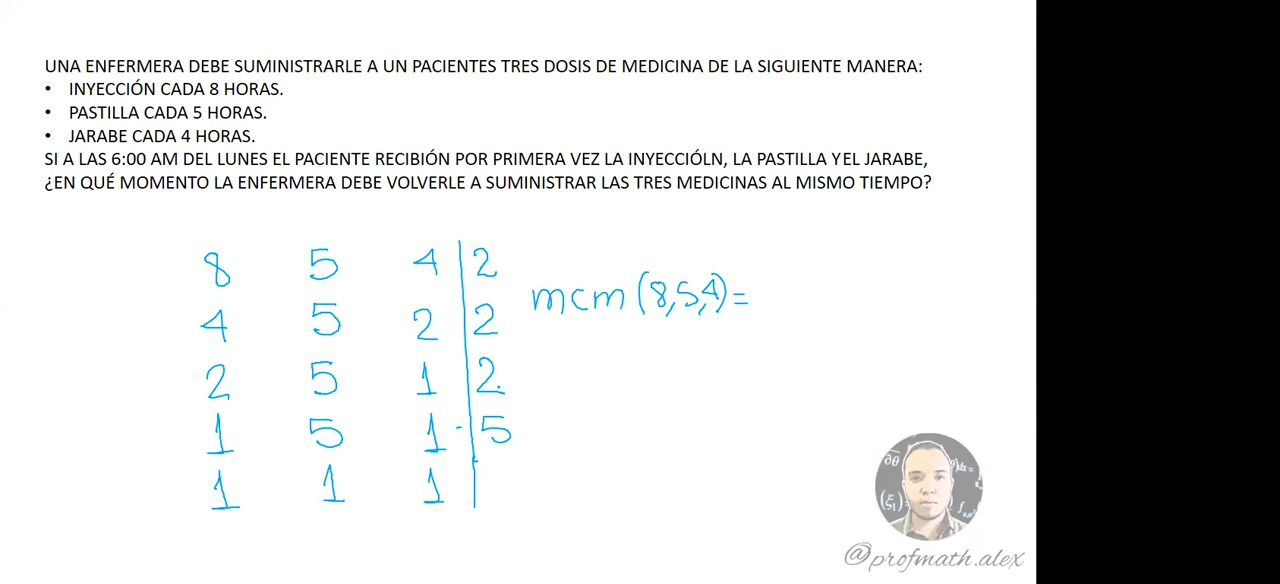 UNA ENFERMERA DEBE SUMINISTRARLE A UN PACIENTES TRES DOSIS DE MEDICINA DE LA SIGUIENTE MANERA:
• INYECCIÓN CADA 8 HORAS.
• PASTILLA CADA 5 HORAS.
• JARABE CADA 4 HORAS.
SI A LAS 6:00 AM DEL LUNES EL PACIENTE RECIBIÓN POR PRIMERA VEZ LA INYECCIÓLN, LA PASTILLA Y EL JARABE,
¿EN QUÉ MOMENTO LA ENFERMERA DEBE VOLVERLE A SUMINISTRAR LAS TRES MEDICINAS AL MISMO TIEMPO?
8 5 4 | 2
mcm (8,5,4) =
4 5 2 | 2
2 5 1 | 2
1 5 1 | 5
1 1 1 |
@profmath.alex